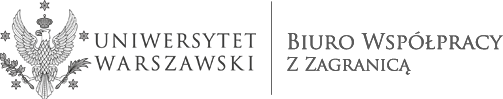 UNIWERSYTET
WARSZAWSKI
BIURO WSPÓŁPRACY
Z ZAGRANICĄ